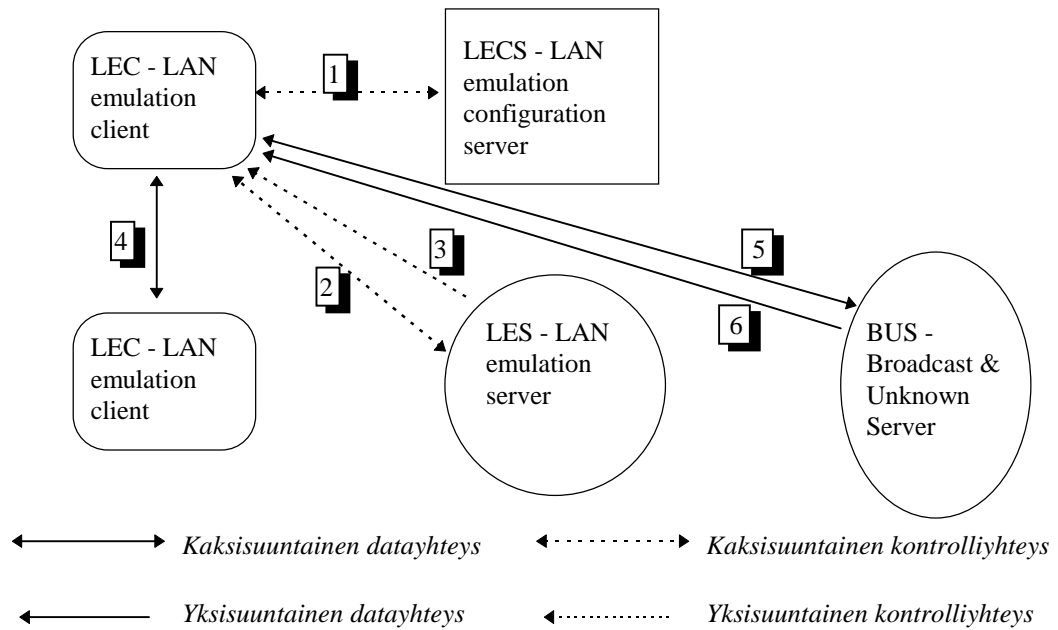 LEC - LAN
emulation
client
1
LECS - LAN
emulation
configuration
server
4
3
2
5
6
LEC - LAN
emulation
client
LES - LAN
emulation
server
BUS -
Broadcast &
Unknown
Server
Kaksisuuntainen datayhteys
Kaksisuuntainen kontrolliyhteys
Yksisuuntainen datayhteys
Yksisuuntainen kontrolliyhteys